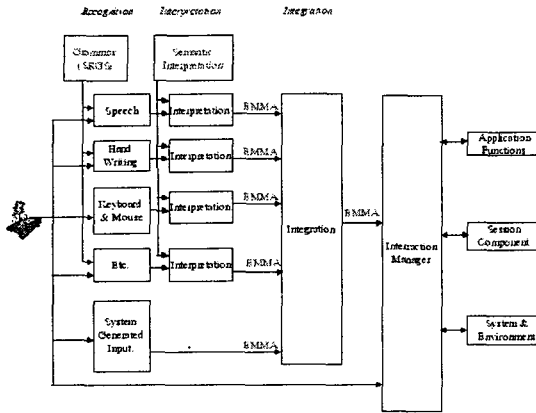 Recognition Interpretation Integration
Grammar
(SRGS)
Semantic
Interpretation
Speech
Interpretation
EMMA
Hand
Writing
Interpretation
EMMA
Keyboard
& Mouse
Interpretation
EMMA
Etc.
Interpretation
EMMA
System
Generated
Input.
EMMA
Integration
EMMA
Interaction
Manager
Application
Functions
Session
Component
System &
Environment